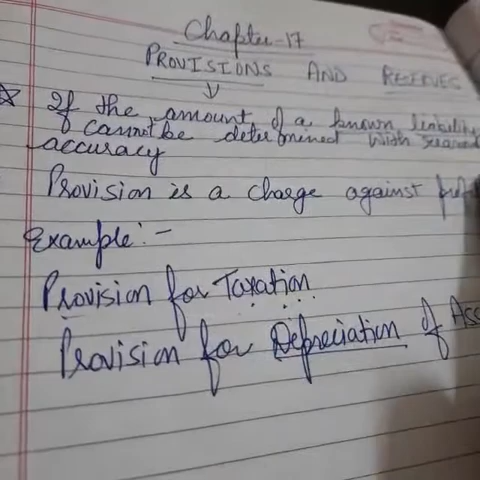 Chapter-17
PROVISIONS AND RESERVES
If the amount of a known liability
cannot be determined with
accuracy
Provision is a charge against
Example:-
Provision for Taxation
Provision for Depreciation of